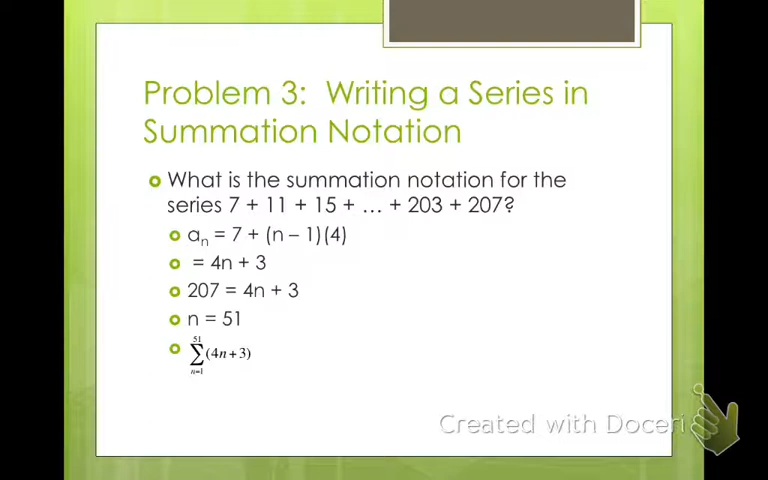 Problem 3: Writing a Series in
Summation Notation
What is the summation notation for the
series 7 + 11 + 15 + … + 203 + 207?
aₙ = 7 + (n – 1)(4)
= 4n + 3
207 = 4n + 3
n = 51
51
∑(4n+3)
n=1
Created with Doceri